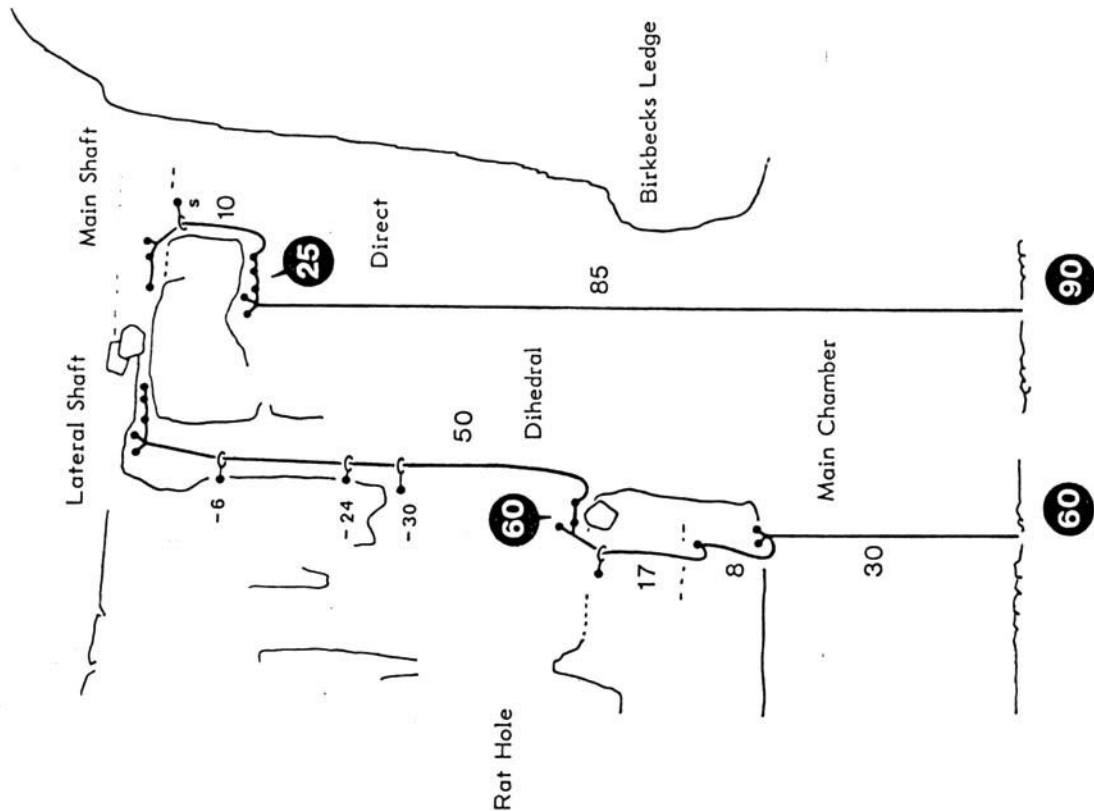 Main Shaft
Lateral Shaft
s
10
25
Direct
-6
-24
-30
50
Dihedral
60
Birkbecks Ledge
85
17
8
30
Main Chamber
Rat Hole
60
90